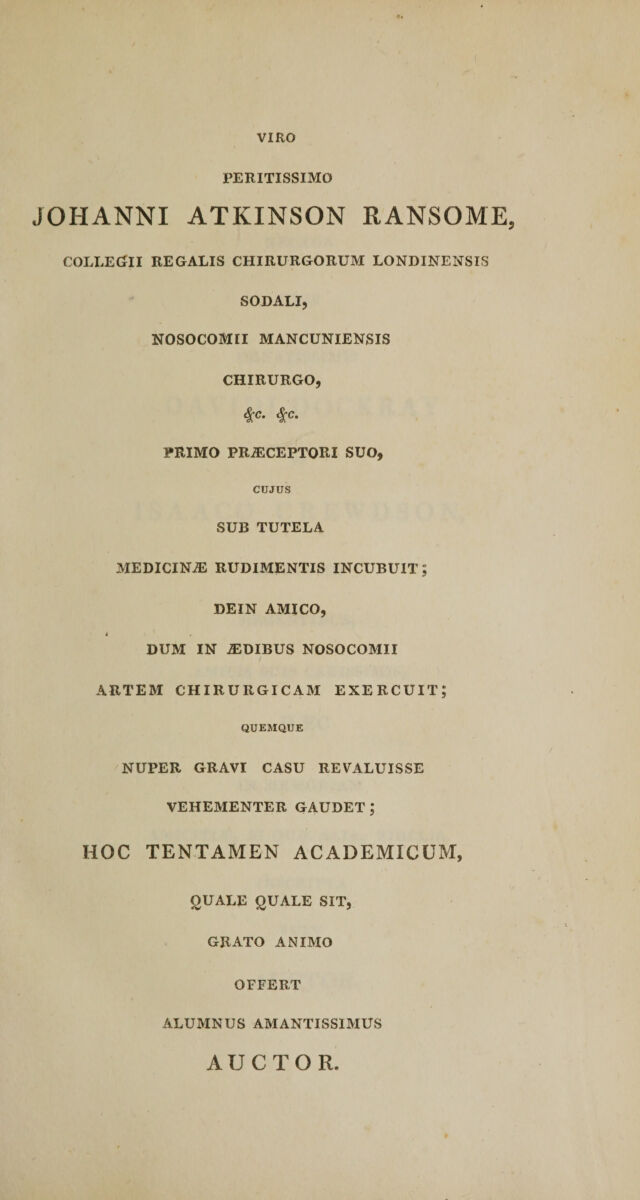 VIRO
PERITISSIMO
JOHANNI ATKINSON RANSOME,
COLLEGII REGALIS CHIRURGORUM LONDINENSIS
SODALI,
NOSOCOMII MANCUNIENSIS
CHIRURGO,
&c. &c.
PRIMO PRÆCEPTORI SUO,
CUJUS
SUB TUTELA
MEDICINÆ RUDIMENTIS INCUBUIT;
DEIN AMICO,
DUM IN ÆDIBUS NOSOCOMII
ARTEM CHIRURGICAM EXERCUIT;
QUEMQUE
NUPER GRAVI CASU REVALUISSE
VEHEMENTER GAUDET;
HOC TENTAMEN ACADEMICUM,
QUALE QUALE SIT,
GRATO ANIMO
OFFERT
ALUMNUS AMANTISSIMUS
AUCTOR.